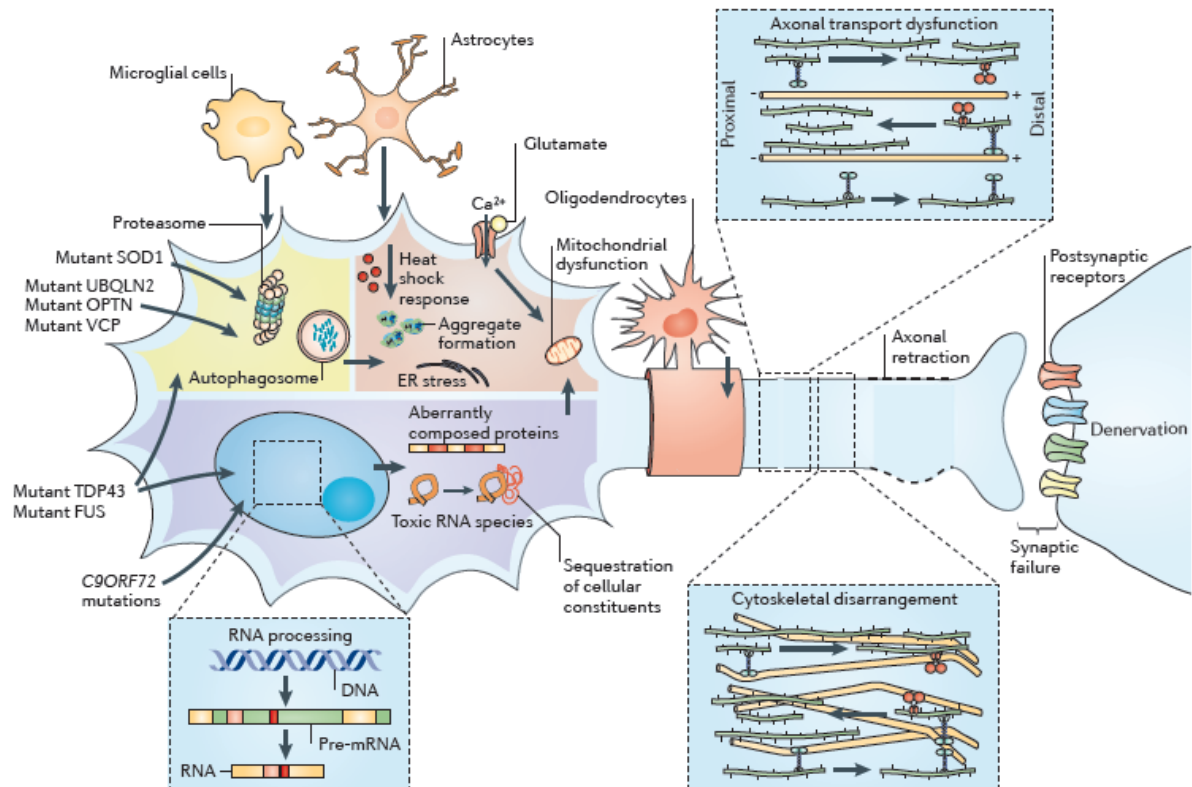 Microglial cells
Astrocytes
Axonal transport dysfunction
Proximal
Distal
-
+
-
+
Glutamate
Ca2+
Oligodendrocytes
Proteasome
Mutant SOD1
Mutant UBQLN2
Mutant OPTN
Mutant VCP
Heat
shock
response
Mitochondrial
dysfunction
Aggregate
formation
Autophagosome
ER stress
Postsynaptic
receptors
Axonal
retraction
Denervation
Aberrantly
composed proteins
Mutant TDP43
Mutant FUS
Toxic RNA species
C9ORF72
mutations
Sequestration
of cellular
constituents
Synaptic
failure
RNA processing
DNA
Pre-mRNA
RNA
Cytoskeletal disarrangement